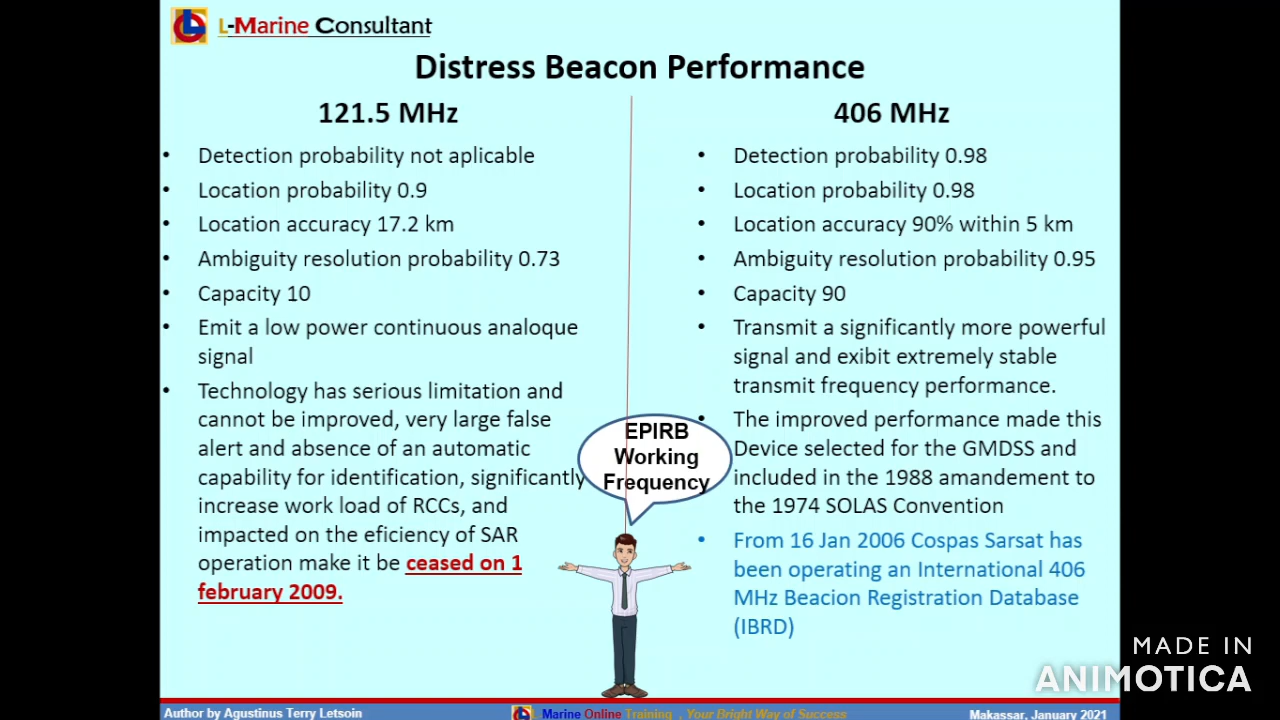 L-Marine Consultant
Distress Beacon Performance
121.5 MHz
• Detection probability not aplicable
• Location probability 0.9
• Location accuracy 17.2 km
• Ambiguity resolution probability 0.73
• Capacity 10
• Emit a low power continuous analoque
signal
• Technology has serious limitation and
cannot be improved, very large false
alert and absence of an automatic
capability for identification, significantly
increase work load of RCCs, and
impacted on the eficiency of SAR
operation make it be ceased on 1
february 2009.
406 MHz
• Detection probability 0.98
• Location probability 0.98
• Location accuracy 90% within 5 km
• Ambiguity resolution probability 0.95
• Capacity 90
• Transmit a significantly more powerful
signal and exibit extremely stable
transmit frequency performance.
• The improved performance made this
Device selected for the GMDSS and
included in the 1988 amandement to
the 1974 SOLAS Convention
• From 16 Jan 2006 Cospas Sarsat has
been operating an International 406
MHz Beacion Registration Database
(IBRD)
EPIRB
Working
Frequency
MADE IN
ANIMOTICA
Author by Agustinus Terry Letsoin
Marine Online Training , Your Bright Way of Success
Makassar, January 2021